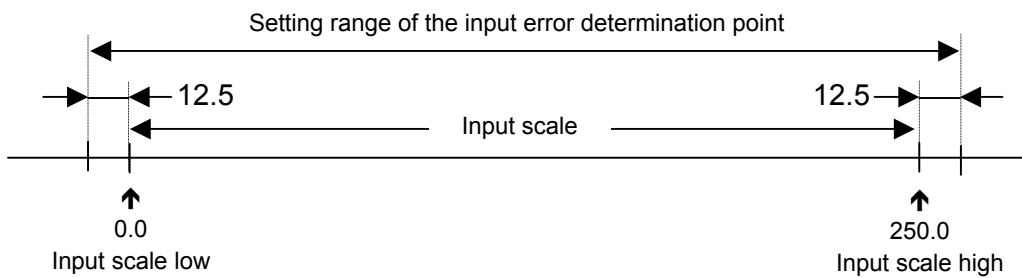 Setting range of the input error determination point
12.5 12.5
Input scale
0.0 250.0
Input scale low Input scale high